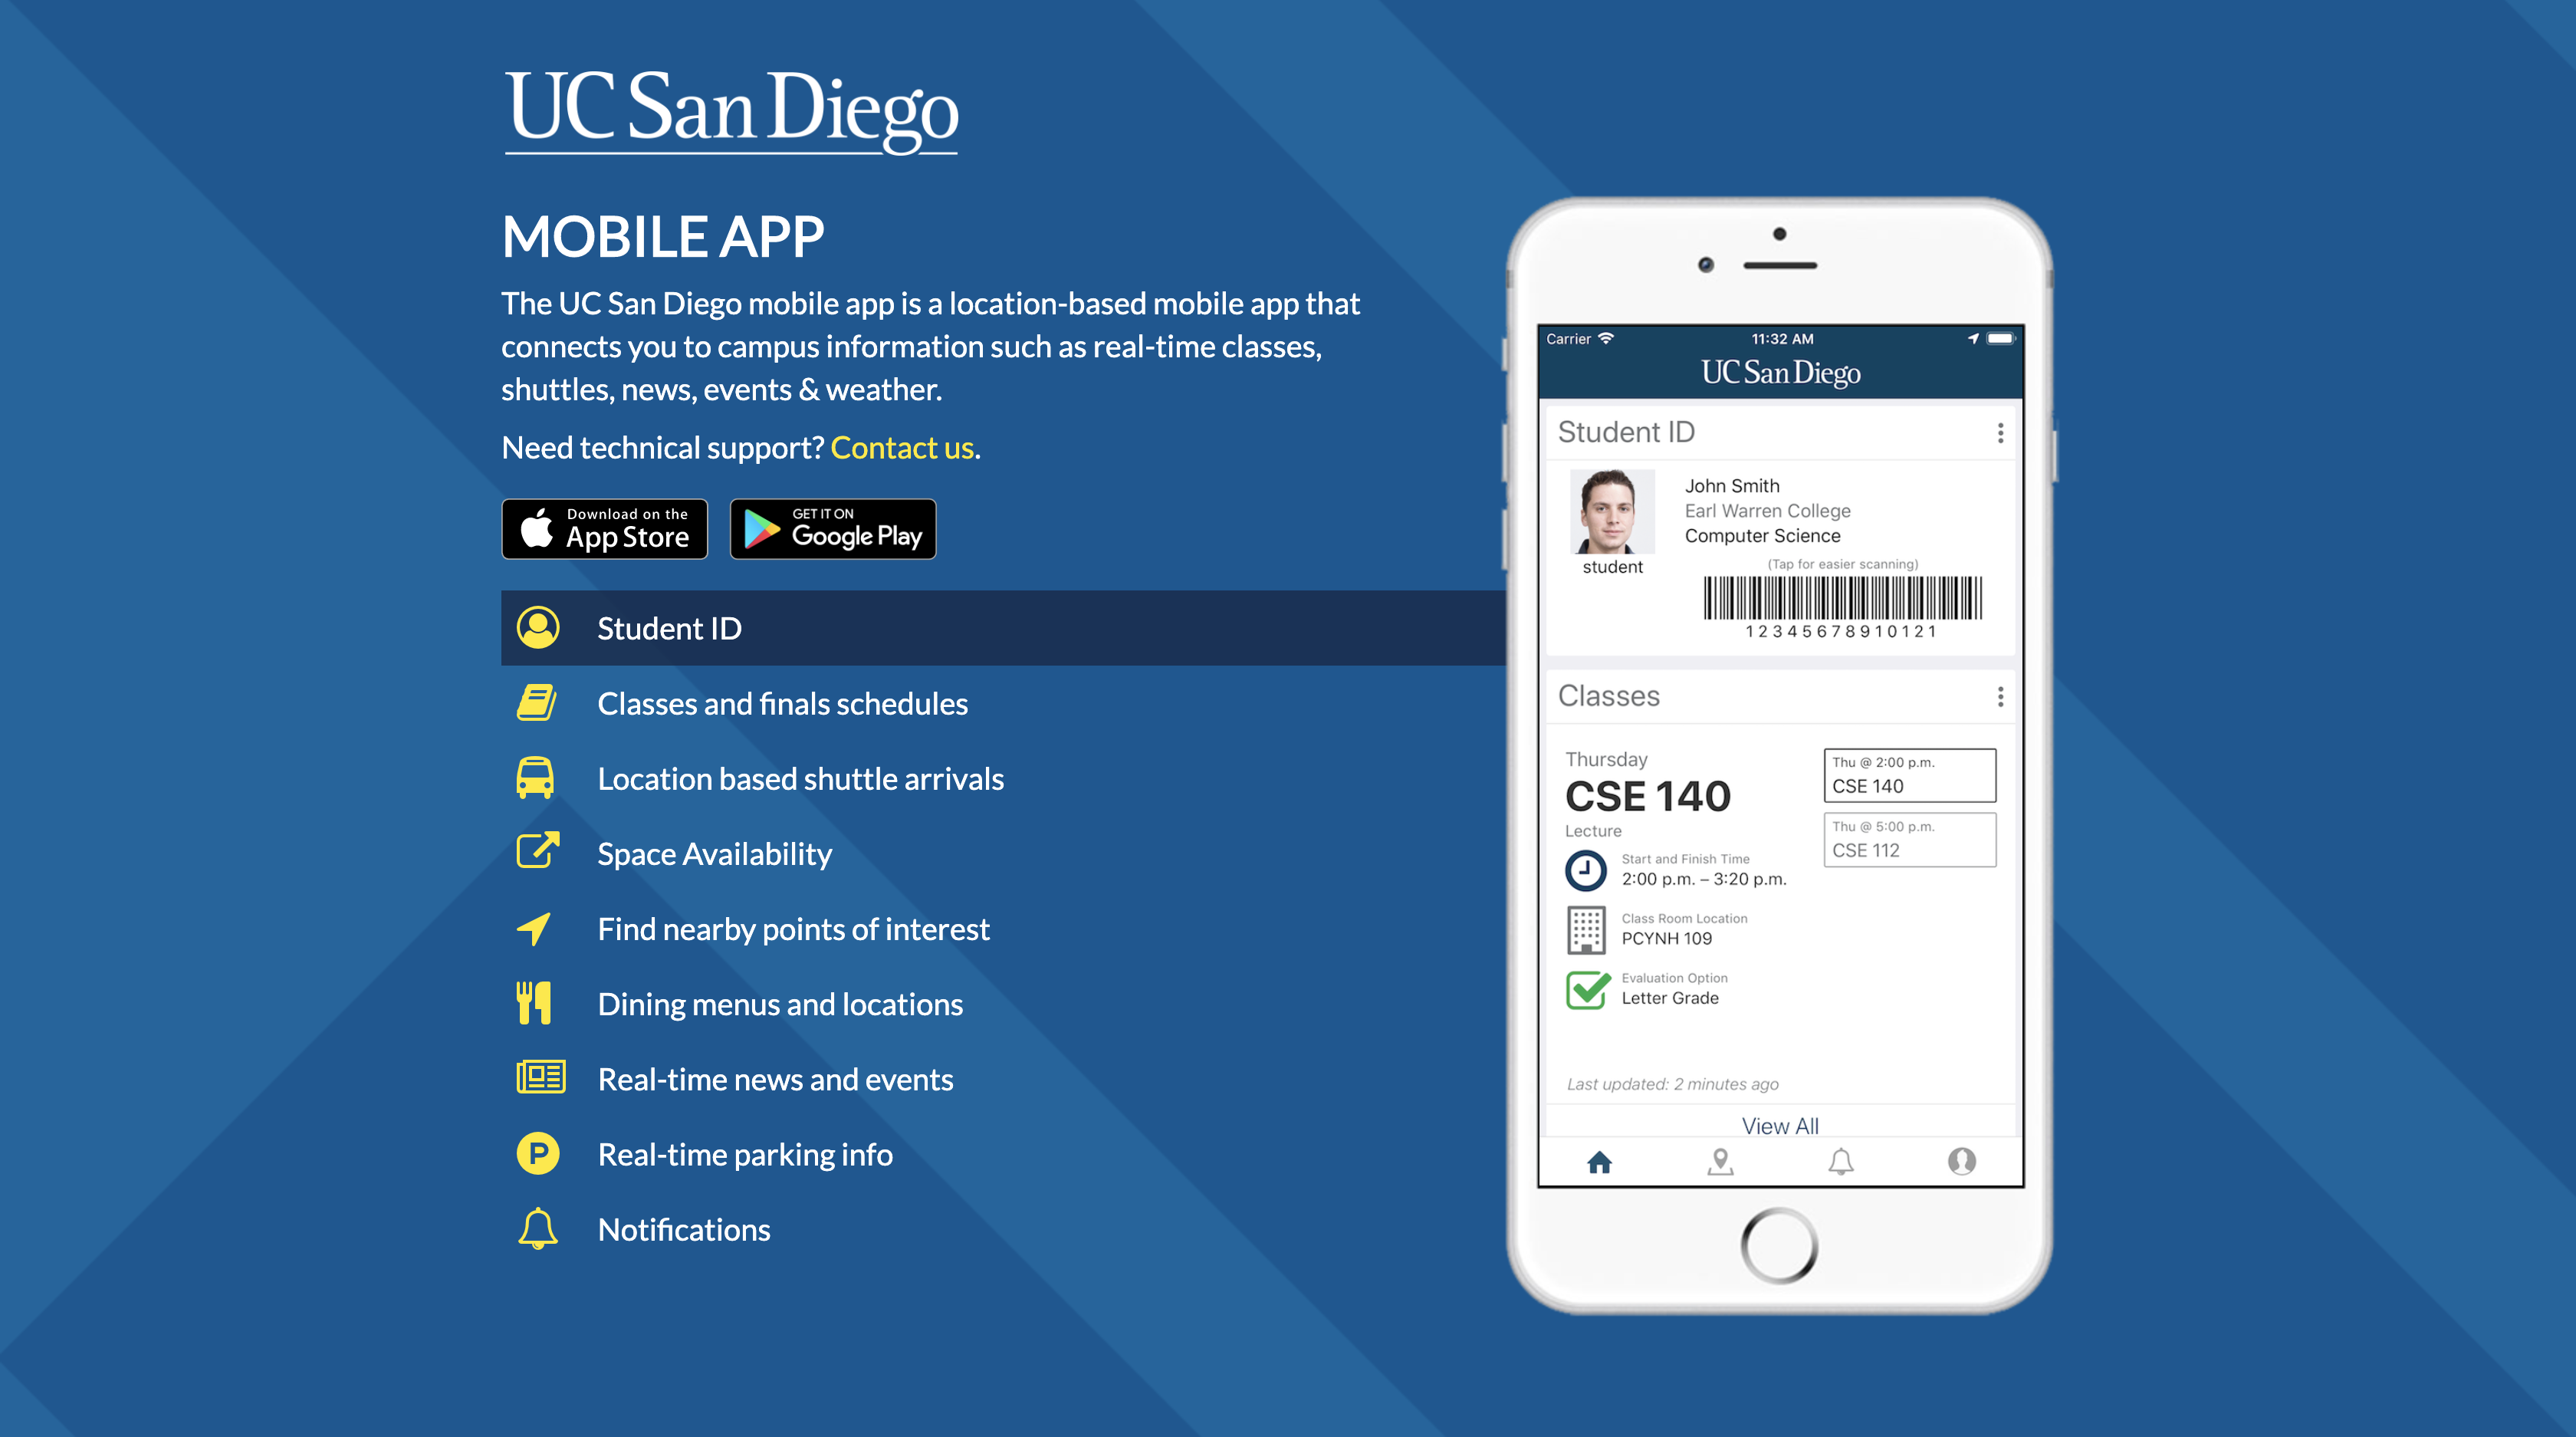 UC San Diego
MOBILE APP
The UC San Diego mobile app is a location-based mobile app that
connects you to campus information such as real-time classes,
shuttles, news, events & weather.
Need technical support? Contact us.
Download on the
App Store
GET IT ON
Google Play
Student ID
Classes and finals schedules
Location based shuttle arrivals
Space Availability
Find nearby points of interest
Dining menus and locations
Real-time news and events
P
Real-time parking info
Notifications
Carrier
11:32 AM
UC San Diego
Student ID
John Smith
Earl Warren College
Computer Science
student
(Tap for easier scanning)
12345678910121
Classes
Thursday
CSE 140
Lecture
Start and Finish Time
2:00 p.m. – 3:20 p.m.
Class Room Location
PCYNH 109
Evaluation Option
Letter Grade
Thu @ 2:00 p.m.
CSE 140
Thu @ 5:00 p.m.
CSE 112
Last updated: 2 minutes ago
View All